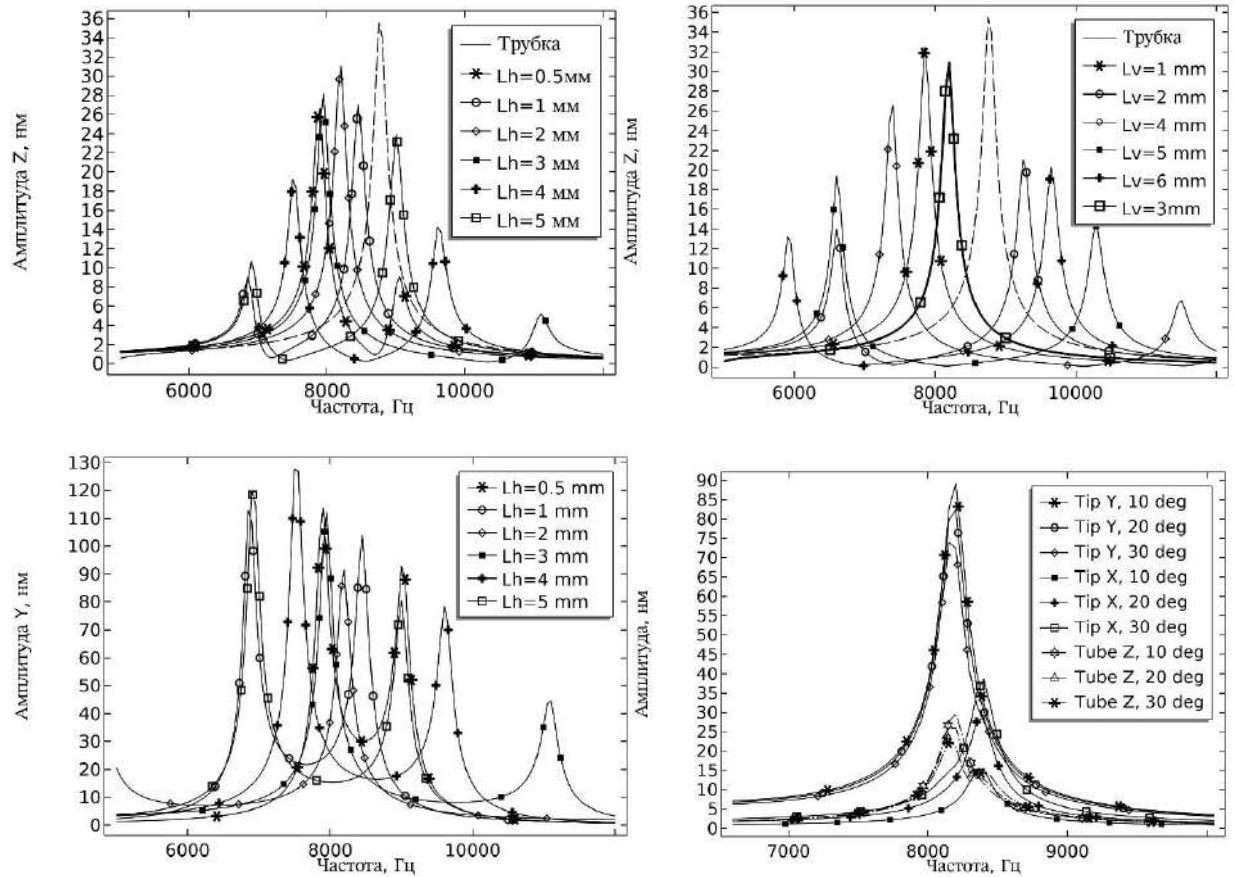 Амплитуда Z, нм
36
34
32
30
28
26
24
22
20
18
16
14
12
10
8
6
4
2
0
6000 8000 10000
Частота, Гц
Трубка
Lh=0.5мм
Lh=1 мм
Lh=2 мм
Lh=3 мм
Lh=4 мм
Lh=5 мм
Амплитуда Z, нм
36
34
32
30
28
26
24
22
20
18
16
14
12
10
8
6
4
2
0
6000 8000 10000
Частота, Гц
Трубка
Lv=1 mm
Lv=2 mm
Lv=4 mm
Lv=5 mm
Lv=6 mm
Lv=3mm
Амплитуда Y, нм
130
120
110
100
90
80
70
60
50
40
30
20
10
0
6000 8000 10000
Частота, Гц
Lh=0.5 mm
Lh=1 mm
Lh=2 mm
Lh=3 mm
Lh=4 mm
Lh=5 mm
Амплитуда, нм
90
85
80
75
70
65
60
55
50
45
40
35
30
25
20
15
10
5
0
7000 8000 9000
Частота, Гц
Tip Y, 10 deg
Tip Y, 20 deg
Tip Y, 30 deg
Tip X, 10 deg
Tip X, 20 deg
Tip X, 30 deg
Tube Z, 10 deg
Tube Z, 20 deg
Tube Z, 30 deg